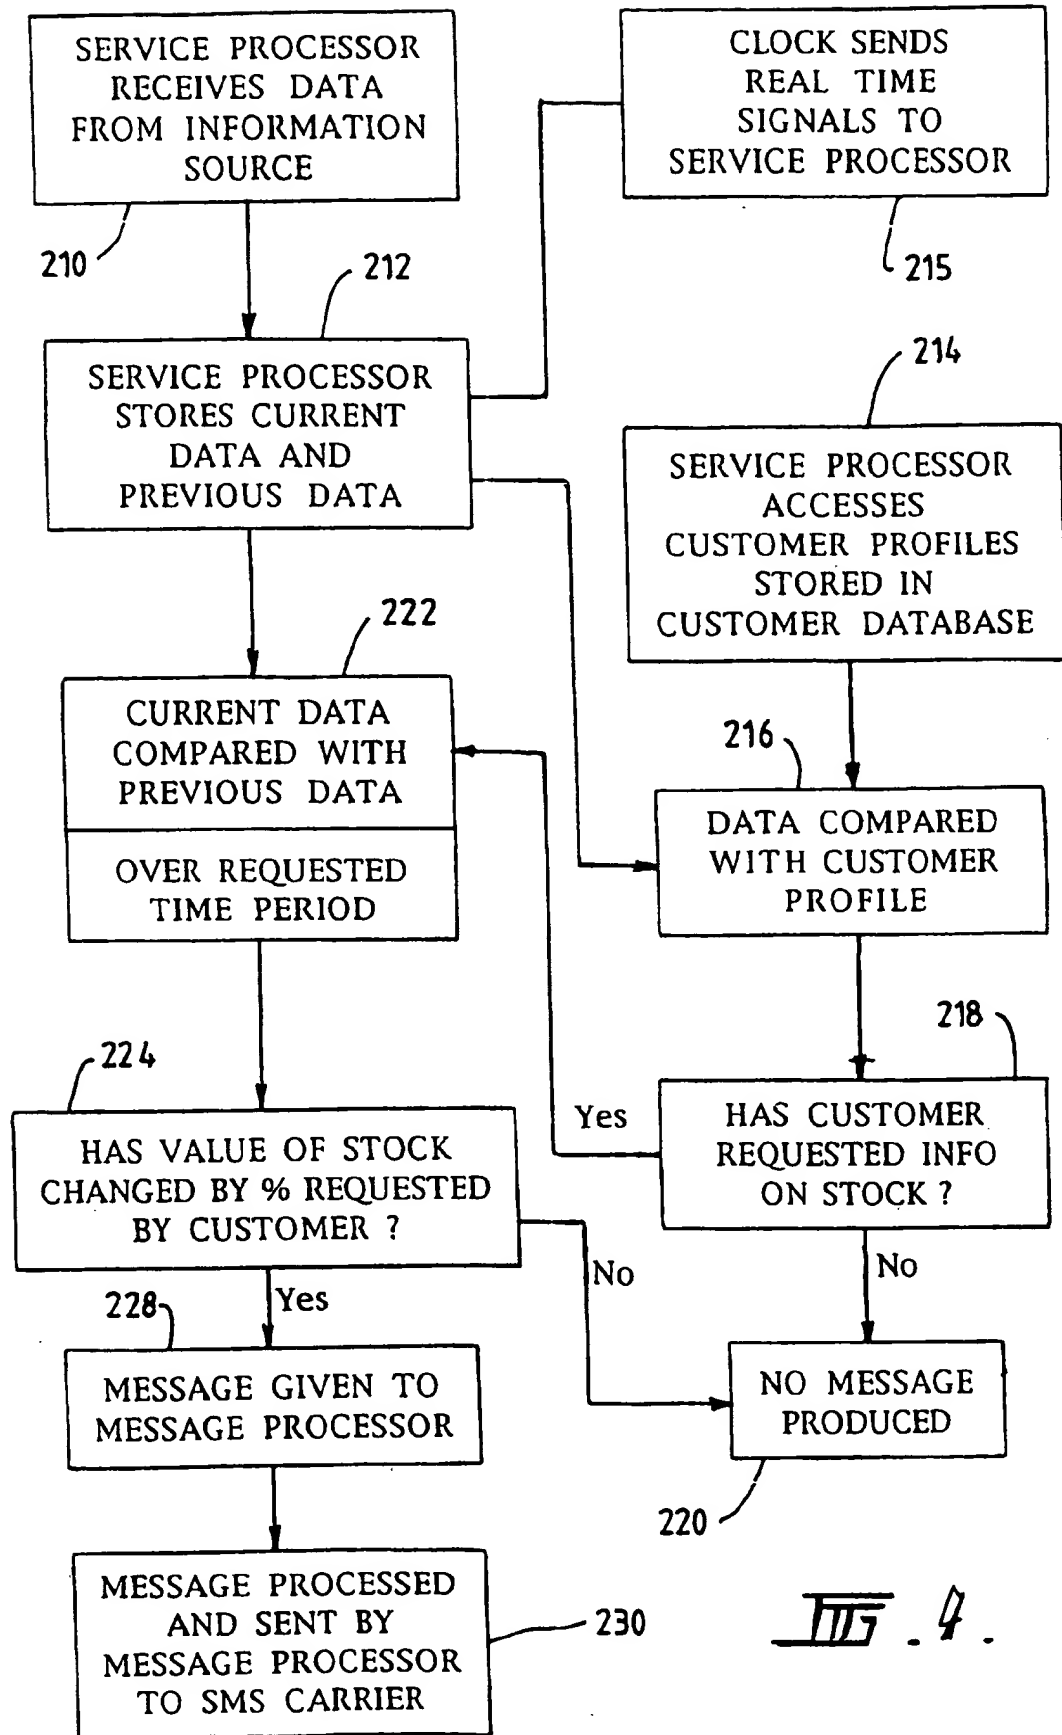 SERVICE PROCESSOR
RECEIVES DATA
FROM INFORMATION
SOURCE
210
CLOCK SENDS
REAL TIME
SIGNALS TO
SERVICE PROCESSOR
215
212
SERVICE PROCESSOR
STORES CURRENT
DATA AND
PREVIOUS DATA
214
SERVICE PROCESSOR
ACCESSES
CUSTOMER PROFILES
STORED IN
CUSTOMER DATABASE
222
CURRENT DATA
COMPARED WITH
PREVIOUS DATA
OVER REQUESTED
TIME PERIOD
216
DATA COMPARED
WITH CUSTOMER
PROFILE
218
HAS CUSTOMER
REQUESTED INFO
ON STOCK ?
Yes
No
224
HAS VALUE OF STOCK
CHANGED BY % REQUESTED
BY CUSTOMER ?
No
Yes
228
MESSAGE GIVEN TO
MESSAGE PROCESSOR
NO MESSAGE
PRODUCED
220
MESSAGE PROCESSED
AND SENT BY
MESSAGE PROCESSOR
TO SMS CARRIER
230
FIG. 4.